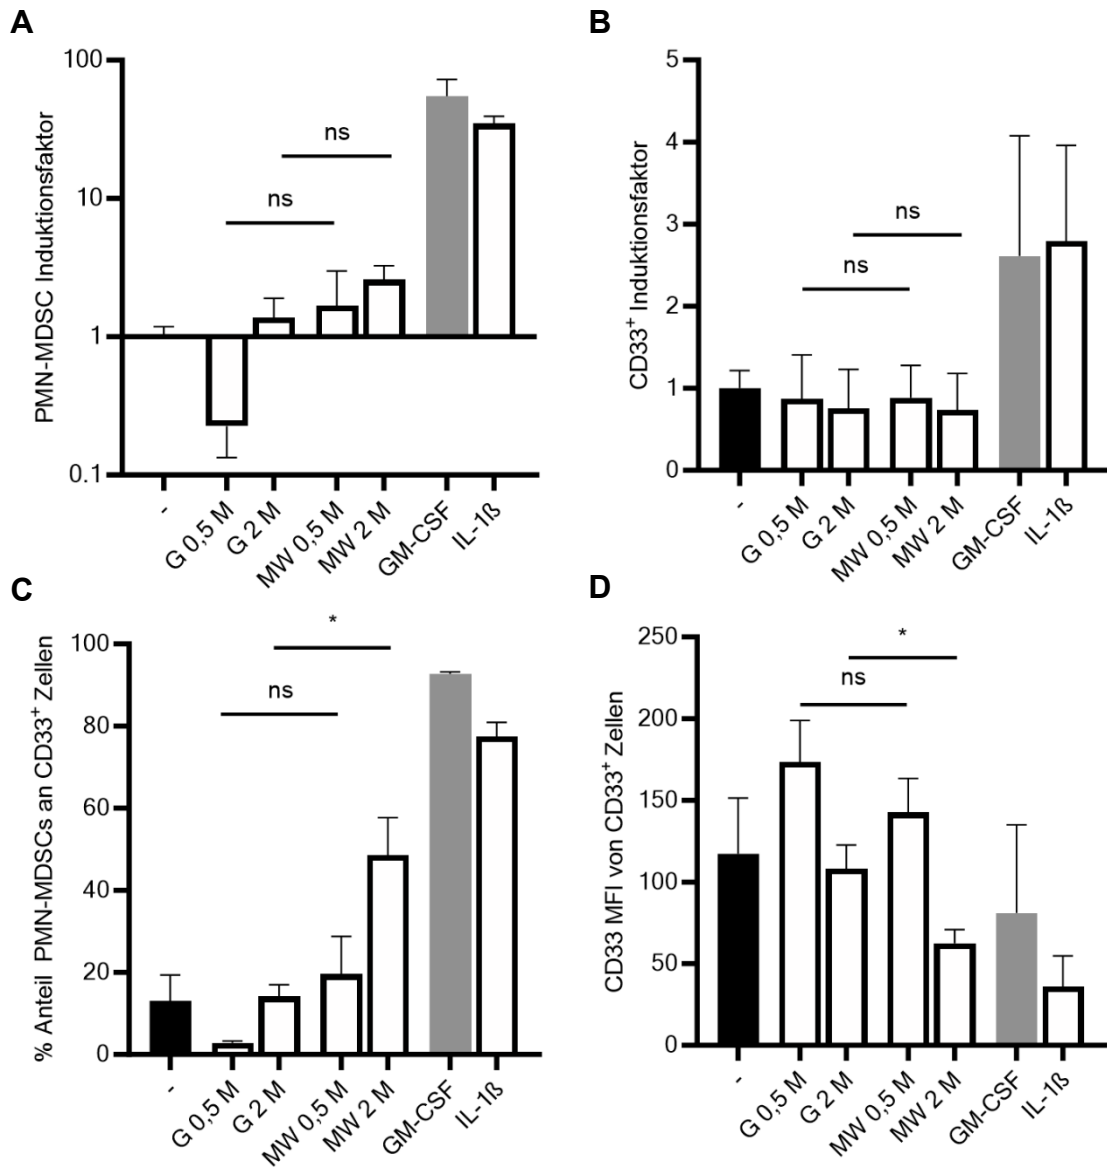 A
PMN-MDSC Induktionsfaktor
100
10
1
0.1
ns
ns
-
G 0,5 M
G 2 M
MW 0,5 M
MW 2 M
GM-CSF
IL-1ß
B
CD33⁺ Induktionsfaktor
5
4
3
2
1
0
ns
ns
-
G 0,5 M
G 2 M
MW 0,5 M
MW 2 M
GM-CSF
IL-1ß
C
% Anteil PMN-MDSCs an CD33⁺ Zellen
100
80
60
40
20
0
*
ns
-
G 0,5 M
G 2 M
MW 0,5 M
MW 2 M
GM-CSF
IL-1ß
D
CD33 MFI von CD33⁺ Zellen
250
200
150
100
50
0
*
ns
-
G 0,5 M
G 2 M
MW 0,5 M
MW 2 M
GM-CSF
IL-1ß